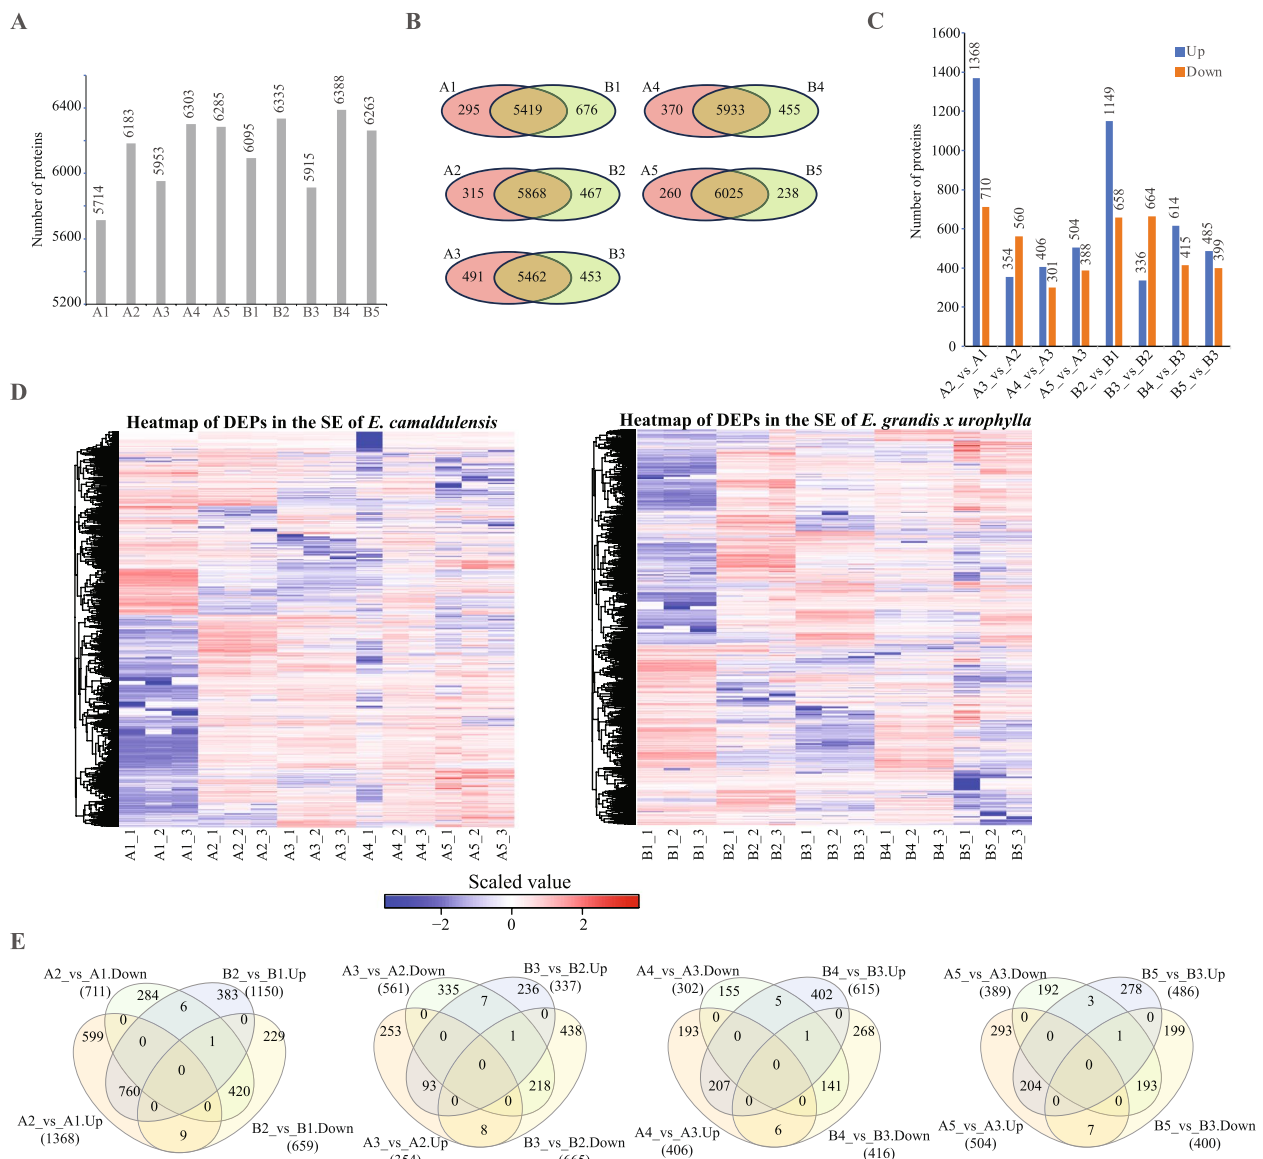 A
Number of proteins
6400
6000
5600
5200
5714
6183
5953
6303
6285
6095
6335
5915
6388
6263
A1 A2 A3 A4 A5 B1 B2 B3 B4 B5
B
A1 B1
295 5419 676
A4 B4
370 5933 455
A2 B2
315 5868 467
A5 B5
260 6025 238
A3 B3
491 5462 453
C
Number of proteins
1600
1400
1200
1000
800
600
400
200
0
Up
Down
1368
710
354
560
406
301
504
388
1149
658
336
664
614
415
485
399
A2_vs_A1
A3_vs_A2
A4_vs_A3
A5_vs_A3
B2_vs_B1
B3_vs_B2
B4_vs_B3
B5_vs_B3
D
Heatmap of DEPs in the SE of E. camaldulensis
A1_1 A1_2 A1_3 A2_1 A2_2 A2_3 A3_1 A3_2 A3_3 A4_1 A4_2 A4_3 A5_1 A5_2 A5_3
Heatmap of DEPs in the SE of E. grandis x urophylla
B1_1 B1_2 B1_3 B2_1 B2_2 B2_3 B3_1 B3_2 B3_3 B4_1 B4_2 B4_3 B5_1 B5_2 B5_3
Scaled value
−2 0 2
E
A2_vs_A1.Down
(711)
B2_vs_B1.Up
(1150)
284 6 383
0 0
599 0 1 229
0
760 420
0 0
9
A2_vs_A1.Up
(1368)
B2_vs_B1.Down
(659)
A3_vs_A2.Down
(561)
B3_vs_B2.Up
(337)
335 7 236
0 0
253 0 1 438
0
93 218
0 0
8
A3_vs_A2.Up
(354)
B3_vs_B2.Down
(665)
A4_vs_A3.Down
(302)
B4_vs_B3.Up
(615)
155 5 402
0 0
193 0 1 268
0
207 141
0 0
6
A4_vs_A3.Up
(406)
B4_vs_B3.Down
(416)
A5_vs_A3.Down
(389)
B5_vs_B3.Up
(486)
192 3 278
0 0
293 0 1 199
0
204 193
0 0
7
A5_vs_A3.Up
(504)
B5_vs_B3.Down
(400)